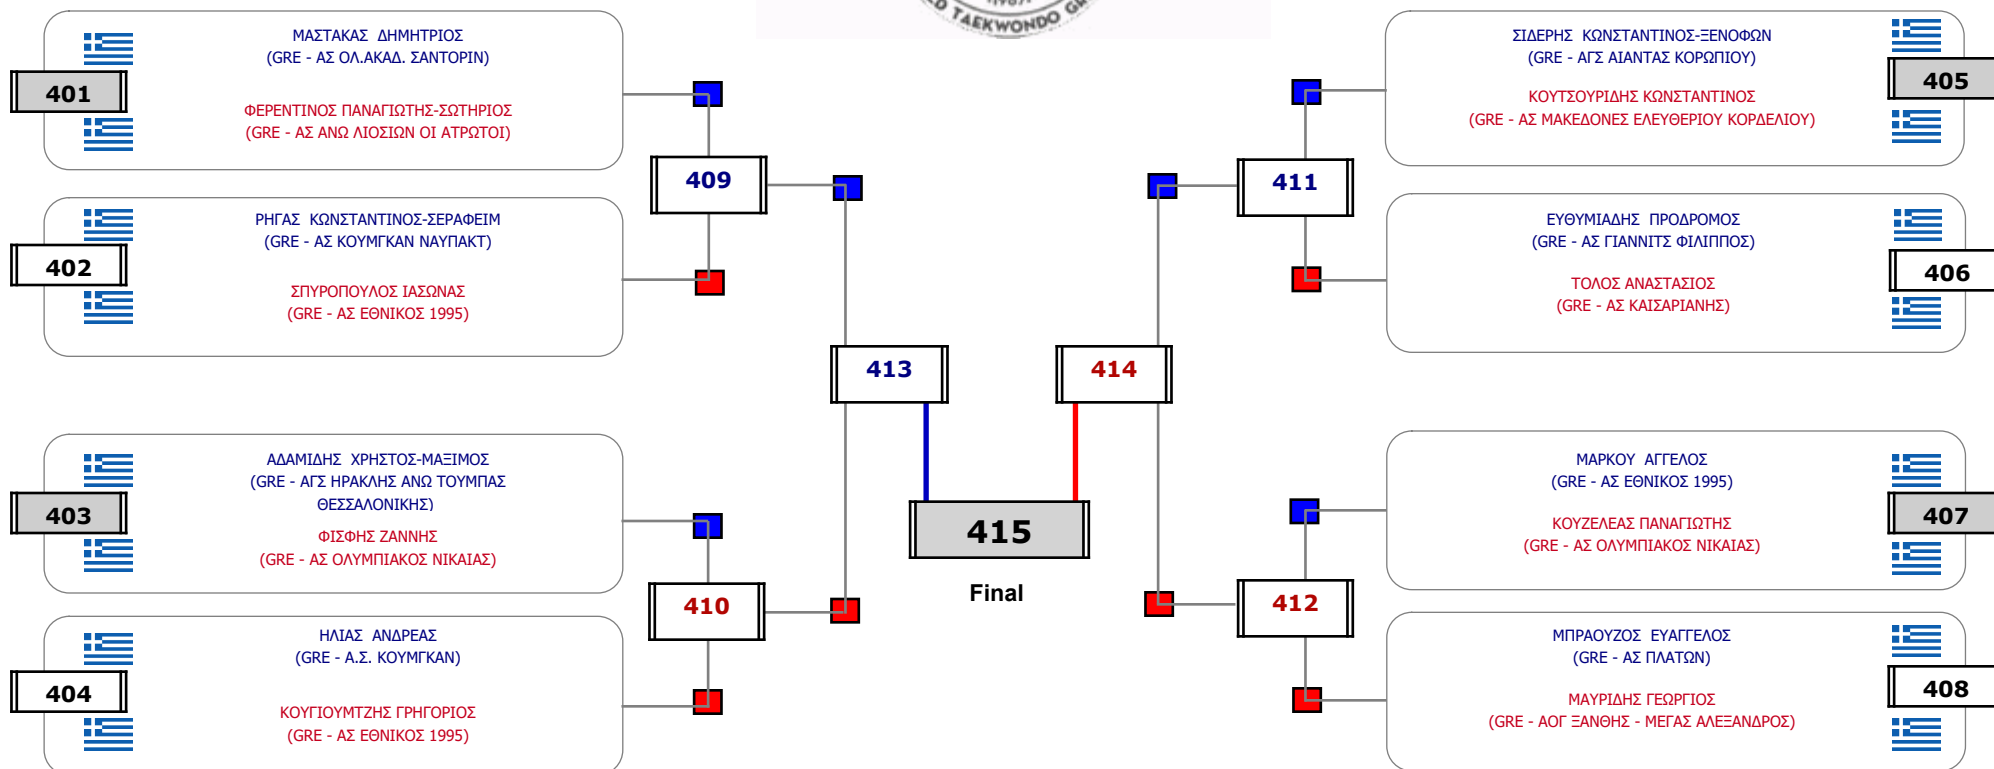 (1987)
TAEKWONDO
401
ΜΑΣΤΑΚΑΣ ΔΗΜΗΤΡΙΟΣ
(GRE - ΑΣ ΟΛ.ΑΚΑΔ. ΣΑΝΤΟΡΙΝ)
ΦΕΡΕΝΤΙΝΟΣ ΠΑΝΑΓΙΩΤΗΣ-ΣΩΤΗΡΙΟΣ
(GRE - ΑΣ ΑΝΩ ΛΙΟΣΙΩΝ ΟΙ ΑΤΡΩΤΟΙ)
402
ΡΗΓΑΣ ΚΩΝΣΤΑΝΤΙΝΟΣ-ΣΕΡΑΦΕΙΜ
(GRE - ΑΣ ΚΟΥΜΓΚΑΝ ΝΑΥΠΑΚΤ)
ΣΠΥΡΟΠΟΥΛΟΣ ΙΑΣΩΝΑΣ
(GRE - ΑΣ ΕΘΝΙΚΟΣ 1995)
409
403
ΑΔΑΜΙΔΗΣ ΧΡΗΣΤΟΣ-ΜΑΞΙΜΟΣ
(GRE - ΑΓΣ ΗΡΑΚΛΗΣ ΑΝΩ ΤΟΥΜΠΑΣ
ΘΕΣΣΑΛΟΝΙΚΗΣ)
ΦΙΣΦΗΣ ΖΑΝΝΗΣ
(GRE - ΑΣ ΟΛΥΜΠΙΑΚΟΣ ΝΙΚΑΙΑΣ)
404
ΗΛΙΑΣ ΑΝΔΡΕΑΣ
(GRE - Α.Σ. ΚΟΥΜΓΚΑΝ)
ΚΟΥΓΙΟΥΜΤΖΗΣ ΓΡΗΓΟΡΙΟΣ
(GRE - ΑΣ ΕΘΝΙΚΟΣ 1995)
410
413
415
Final
414
405
ΣΙΔΕΡΗΣ ΚΩΝΣΤΑΝΤΙΝΟΣ-ΞΕΝΟΦΩΝ
(GRE - ΑΓΣ ΑΙΑΝΤΑΣ ΚΟΡΩΠΙΟΥ)
ΚΟΥΤΣΟΥΡΙΔΗΣ ΚΩΝΣΤΑΝΤΙΝΟΣ
(GRE - ΑΣ ΜΑΚΕΔΟΝΕΣ ΕΛΕΥΘΕΡΙΟΥ ΚΟΡΔΕΛΙΟΥ)
411
406
ΕΥΘΥΜΙΑΔΗΣ ΠΡΟΔΡΟΜΟΣ
(GRE - ΑΣ ΓΙΑΝΝΙΤΣ ΦΙΛΙΠΠΟΣ)
ΤΟΛΟΣ ΑΝΑΣΤΑΣΙΟΣ
(GRE - ΑΣ ΚΑΙΣΑΡΙΑΝΗΣ)
407
ΜΑΡΚΟΥ ΑΓΓΕΛΟΣ
(GRE - ΑΣ ΕΘΝΙΚΟΣ 1995)
ΚΟΥΖΕΛΕΑΣ ΠΑΝΑΓΙΩΤΗΣ
(GRE - ΑΣ ΟΛΥΜΠΙΑΚΟΣ ΝΙΚΑΙΑΣ)
412
408
ΜΠΡΑΟΥΖΟΣ ΕΥΑΓΓΕΛΟΣ
(GRE - ΑΣ ΠΛΑΤΩΝ)
ΜΑΥΡΙΔΗΣ ΓΕΩΡΓΙΟΣ
(GRE - ΑΟΓ ΞΑΝΘΗΣ - ΜΕΓΑΣ ΑΛΕΞΑΝΔΡΟΣ)